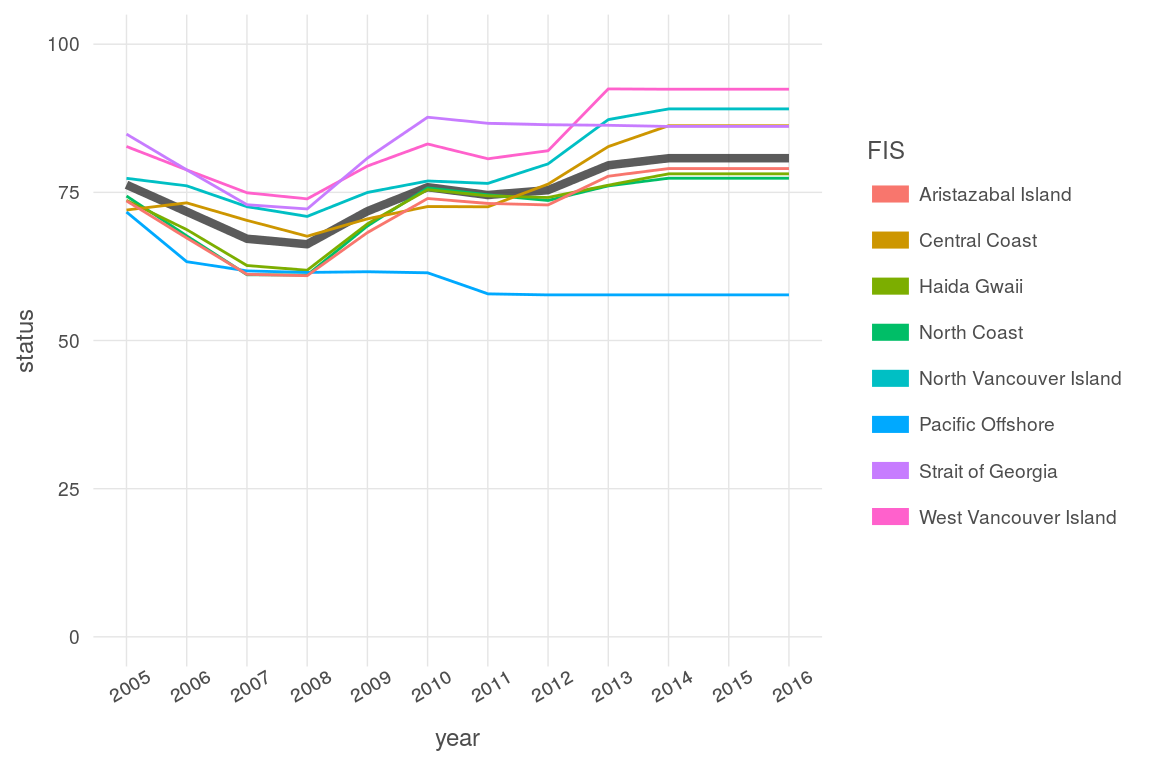 100
75
50
25
0
status
2005 2006 2007 2008 2009 2010 2011 2012 2013 2014 2015 2016
year
FIS
Aristazabal Island
Central Coast
Haida Gwaii
North Coast
North Vancouver Island
Pacific Offshore
Strait of Georgia
West Vancouver Island